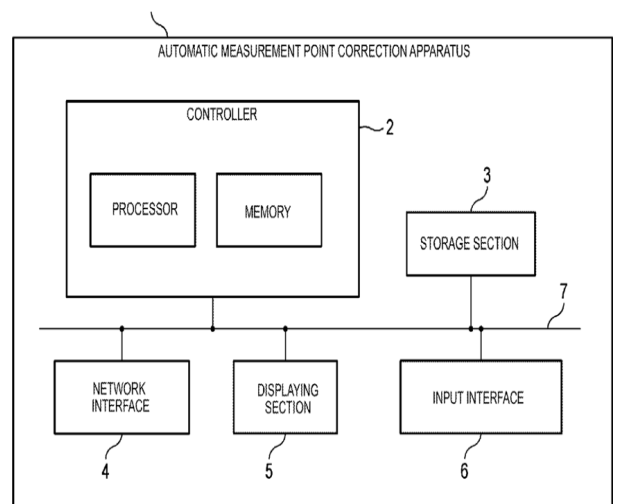 AUTOMATIC MEASUREMENT POINT CORRECTION APPARATUS
CONTROLLER
2
PROCESSOR
MEMORY
3
STORAGE SECTION
7
NETWORK
INTERFACE
DISPLAYING
SECTION
INPUT INTERFACE
4
5
6